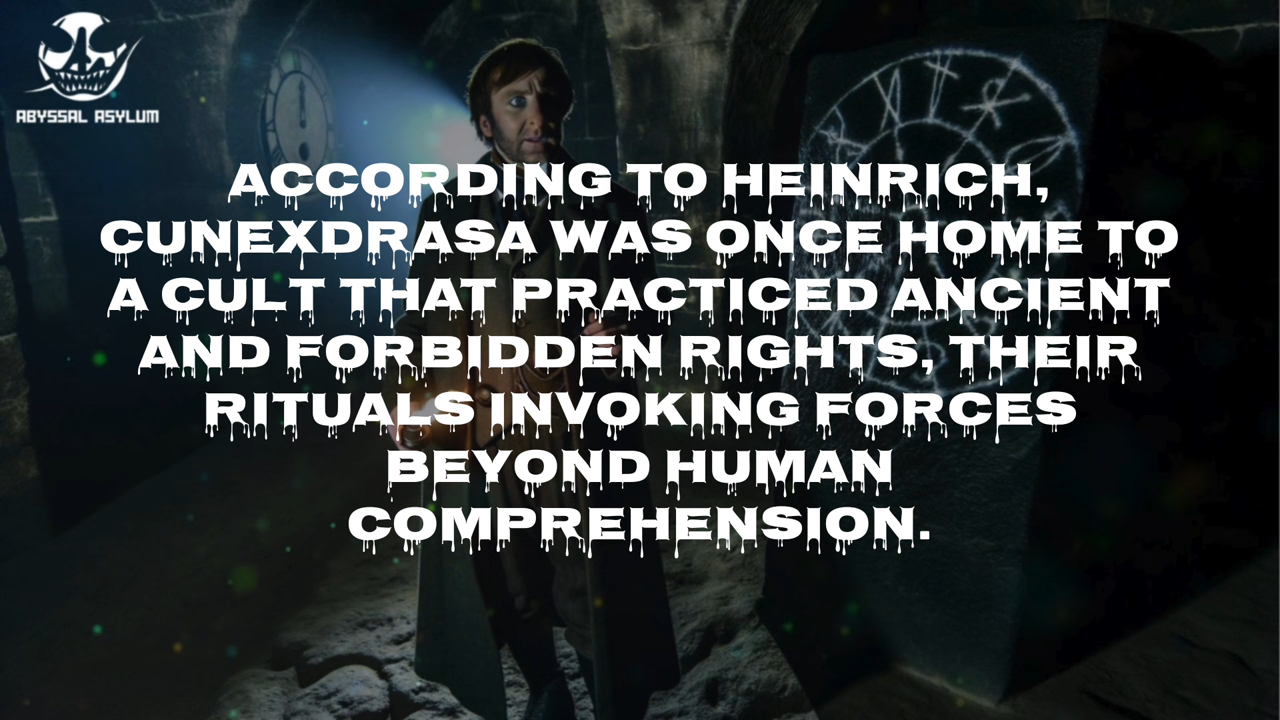 ABYSSAL ASYLUM
ACCORDING TO HEINRICH,
CUNEXDRASA WAS ONCE HOME TO
A CULT THAT PRACTICED ANCIENT
AND FORBIDDEN RIGHTS, THEIR
RITUALS INVOKING FORCES
BEYOND HUMAN
COMPREHENSION.